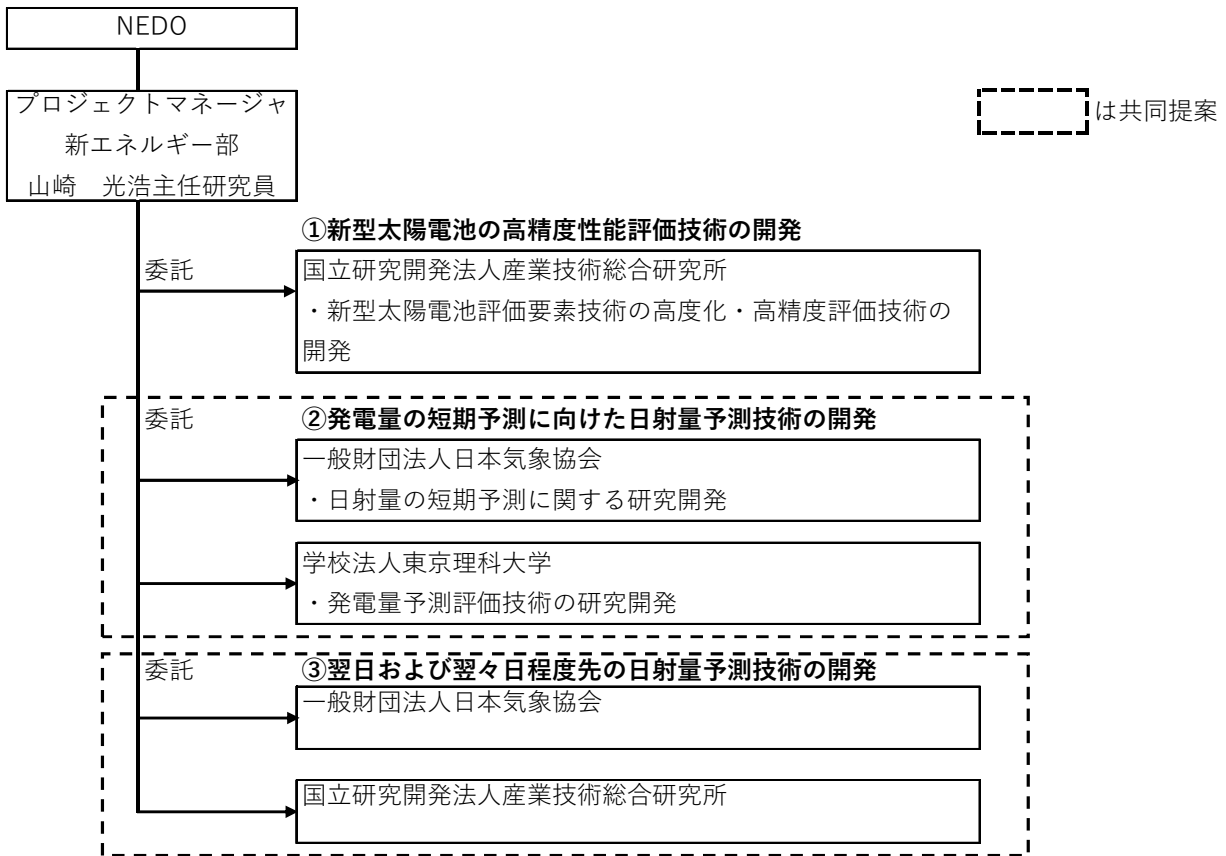 NEDO
プロジェクトマネージャ
新エネルギー部
山崎　光浩主任研究員
は共同提案
①新型太陽電池の高精度性能評価技術の開発
委託
国立研究開発法人産業技術総合研究所
・新型太陽電池評価要素技術の高度化・高精度評価技術の
開発
委託
②発電量の短期予測に向けた日射量予測技術の開発
一般財団法人日本気象協会
・日射量の短期予測に関する研究開発
学校法人東京理科大学
・発電量予測評価技術の研究開発
委託
③翌日および翌々日程度先の日射量予測技術の開発
一般財団法人日本気象協会
国立研究開発法人産業技術総合研究所